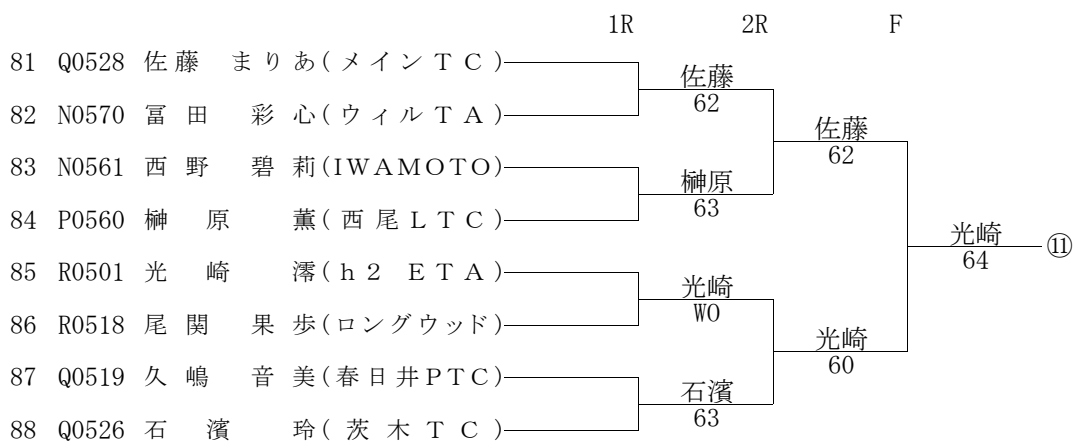 1R 2R F
81 Q0528 佐藤 まりあ(メインTC)
佐藤
62
82 N0570 冨田 彩心(ウィルTA)
佐藤
62
83 N0561 西野 碧莉(IWAMOTO)
榊原
63
84 P0560 榊原 薫(西尾LTC)
光崎
64
⑪
85 R0501 光崎 澪(h2 ETA)
光崎
WO
86 R0518 尾関 果歩(ロングウッド)
光崎
60
87 Q0519 久嶋 音美(春日井PTC)
石濱
63
88 Q0526 石濱 玲(茨木TC)